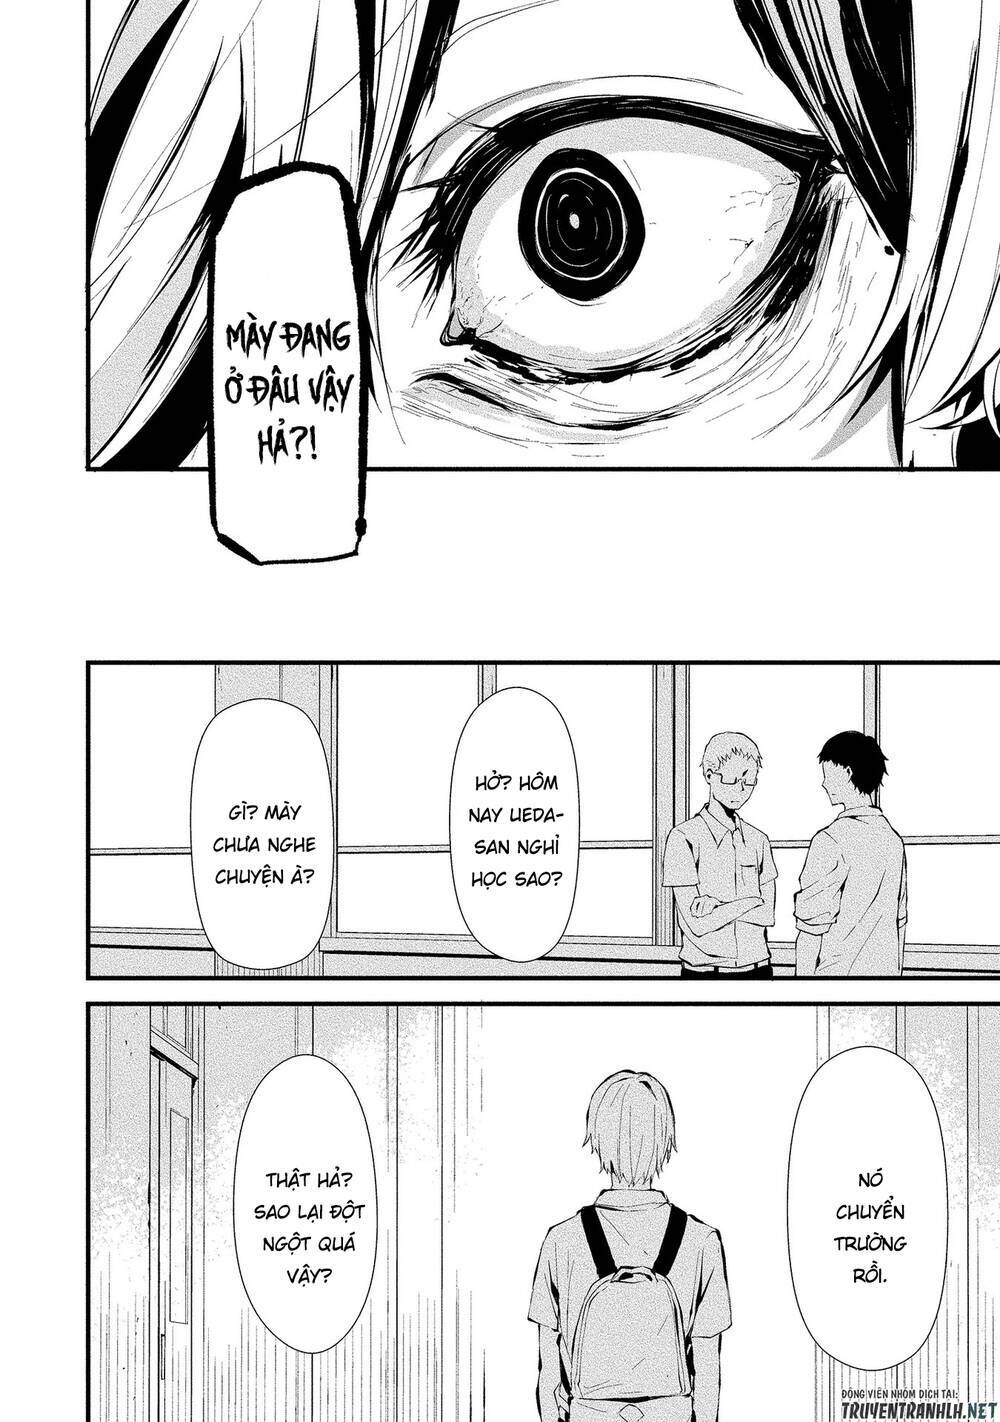 MÀY ĐANG
Ở ĐÂU VẬY
HẢ?!
HỞ? HÔM
NAY UEDA-
SAN NGHỈ
HỌC SAO?
GÌ? MÀY
CHƯA NGHE
CHUYỆN À?
NÓ
CHUYỂN
TRƯỜNG
RỒI.
THẬT HẢ?
SAO LẠI ĐỘT
NGỘT QUÁ
VẬY?
ĐỘNG VIÊN NHÓM DỊCH TẠI:
TRUYENTRANHLH.NET